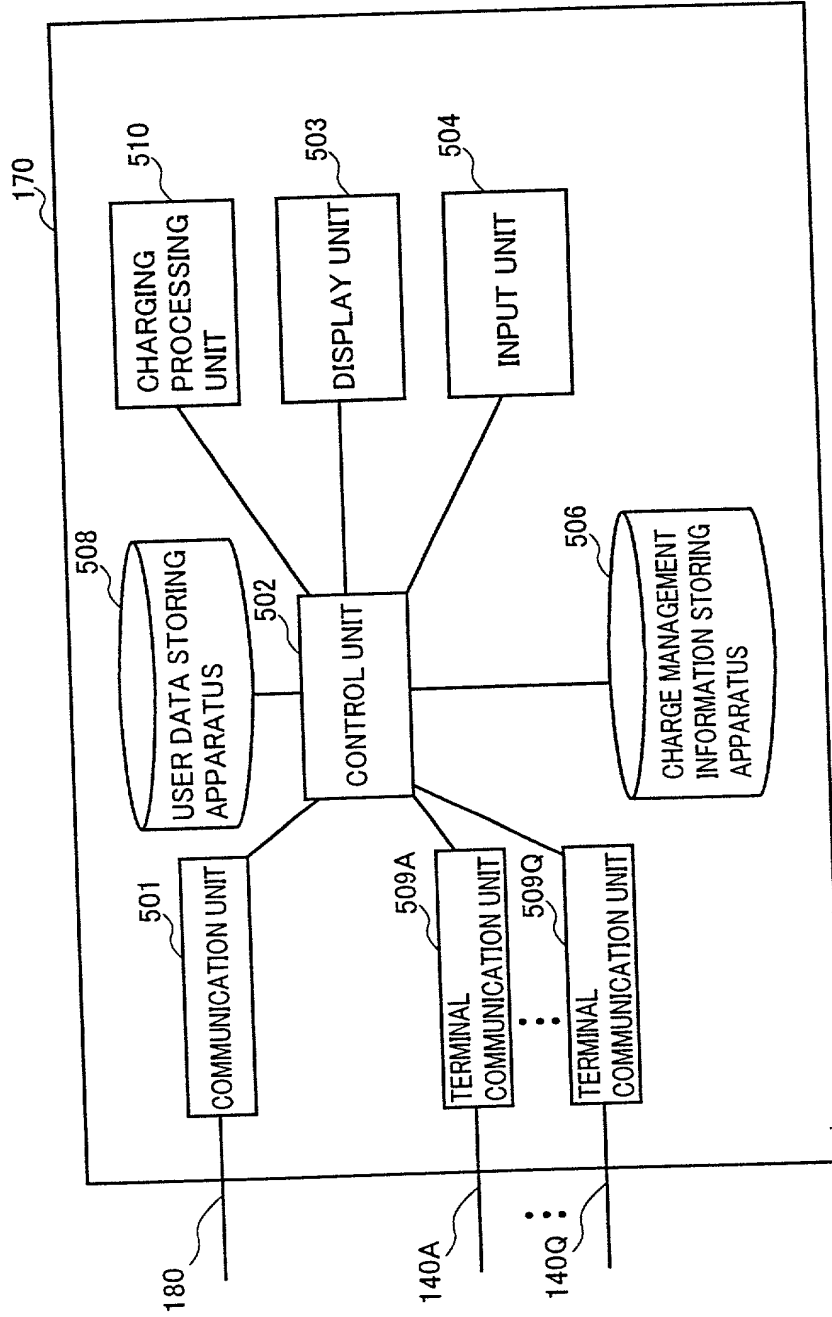 170
510
CHARGING
PROCESSING
UNIT
503
DISPLAY UNIT
504
INPUT UNIT
508
USER DATA STORING
APPARATUS
502
CONTROL UNIT
506
CHARGE MANAGEMENT
INFORMATION STORING
APPARATUS
501
COMMUNICATION UNIT
509A
TERMINAL
COMMUNICATION UNIT
509Q
TERMINAL
COMMUNICATION UNIT
180
140A
140Q